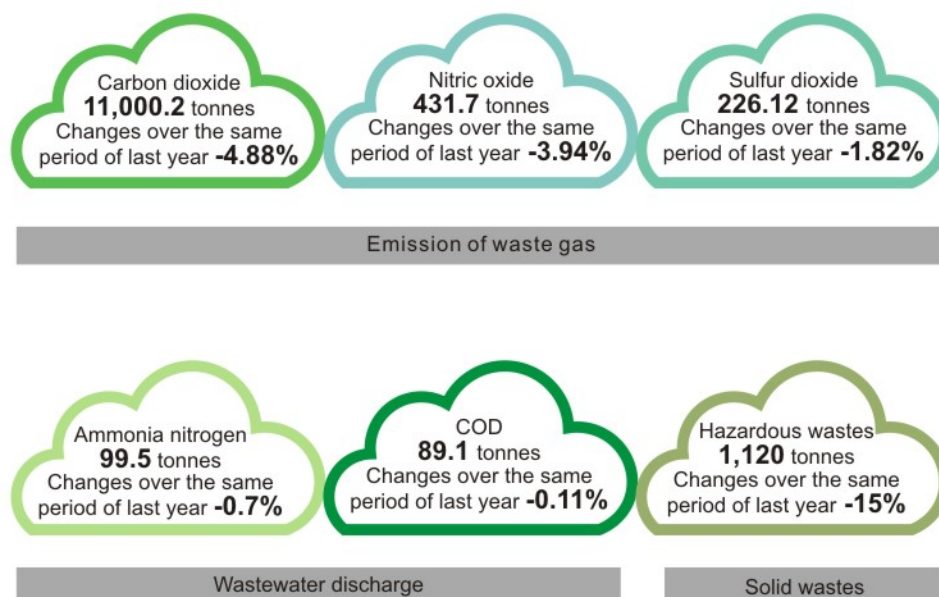 Carbon dioxide
11,000.2 tonnes
Changes over the same
period of last year -4.88%
Nitric oxide
431.7 tonnes
Changes over the same
period of last year -3.94%
Sulfur dioxide
226.12 tonnes
Changes over the same
period of last year -1.82%
Emission of waste gas
Ammonia nitrogen
99.5 tonnes
Changes over the same
period of last year -0.7%
COD
89.1 tonnes
Changes over the same
period of last year -0.11%
Hazardous wastes
1,120 tonnes
Changes over the same
period of last year -15%
Wastewater discharge
Solid wastes